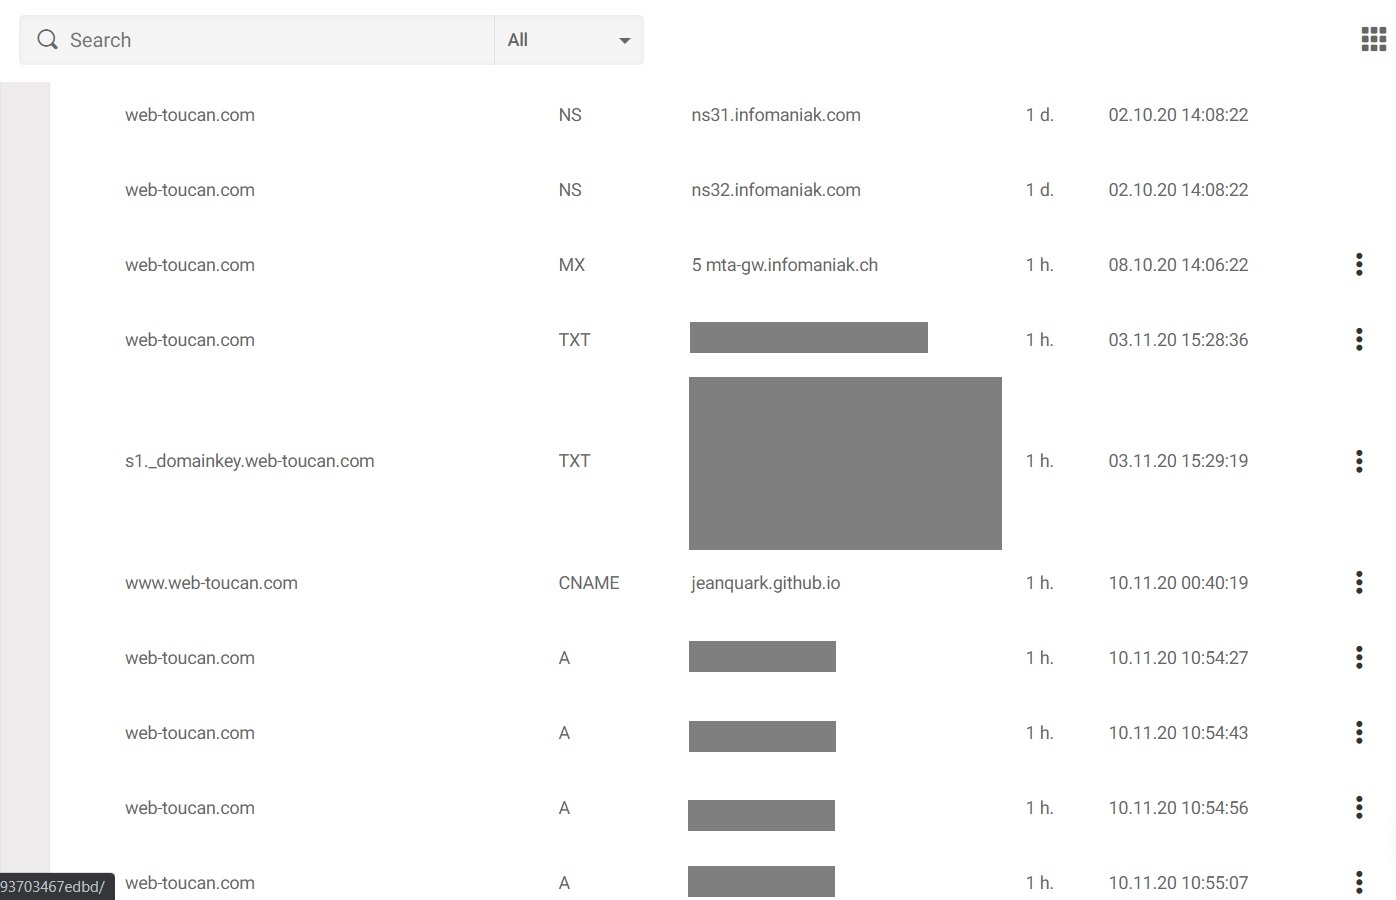 Search All
web-toucan.com NS ns31.infomaniak.com 1 d. 02.10.20 14:08:22
web-toucan.com NS ns32.infomaniak.com 1 d. 02.10.20 14:08:22
web-toucan.com MX 5 mta-gw.infomaniak.ch 1 h. 08.10.20 14:06:22
web-toucan.com TXT 1 h. 03.11.20 15:28:36
s1._domainkey.web-toucan.com TXT 1 h. 03.11.20 15:29:19
www.web-toucan.com CNAME jeanquark.github.io 1 h. 10.11.20 00:40:19
web-toucan.com A 1 h. 10.11.20 10:54:27
web-toucan.com A 1 h. 10.11.20 10:54:43
web-toucan.com A 1 h. 10.11.20 10:54:56
web-toucan.com A 1 h. 10.11.20 10:55:07
93703467edbd/